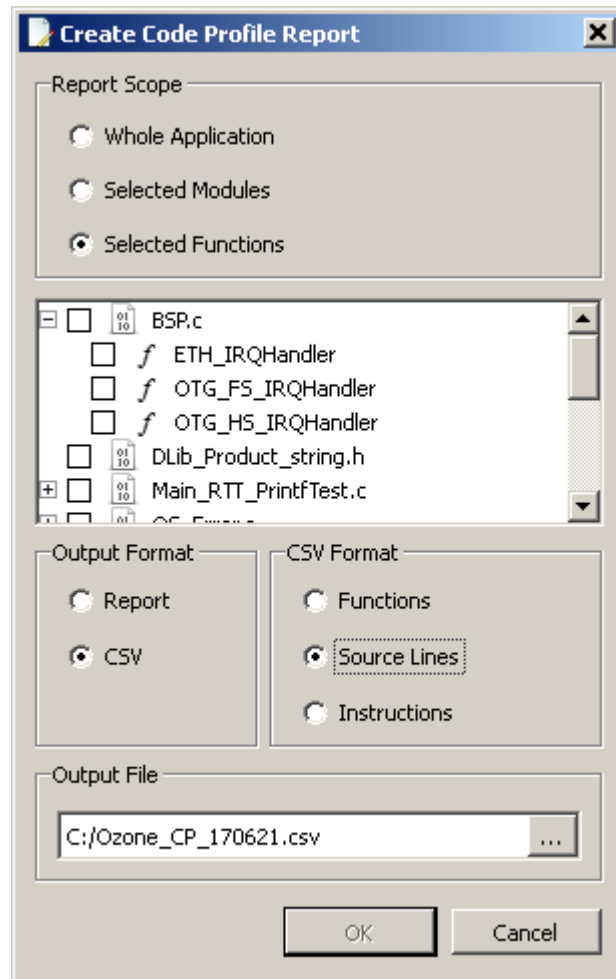 Create Code Profile Report
Report Scope
Whole Application
Selected Modules
Selected Functions
BSP.c
ETH_IRQHandler
OTG_FS_IRQHandler
OTG_HS_IRQHandler
DLib_Product_string.h
Main_RTT_PrintfTest.c
Output Format
Report
CSV
CSV Format
Functions
Source Lines
Instructions
Output File
C:/Ozone_CP_170621.csv
...
OK
Cancel